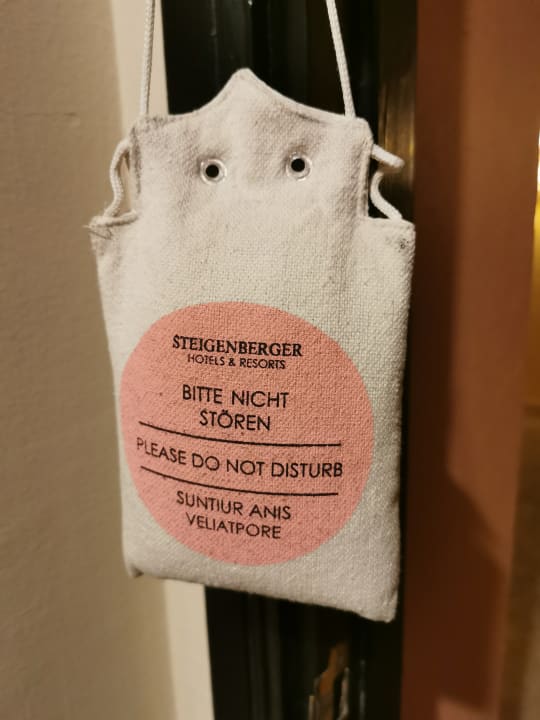 STEIGENBERGER
HOTELS & RESORTS
BITTE NICHT
STÖREN
PLEASE DO NOT DISTURB
SUNTIUR ANIS
VELIATPORE